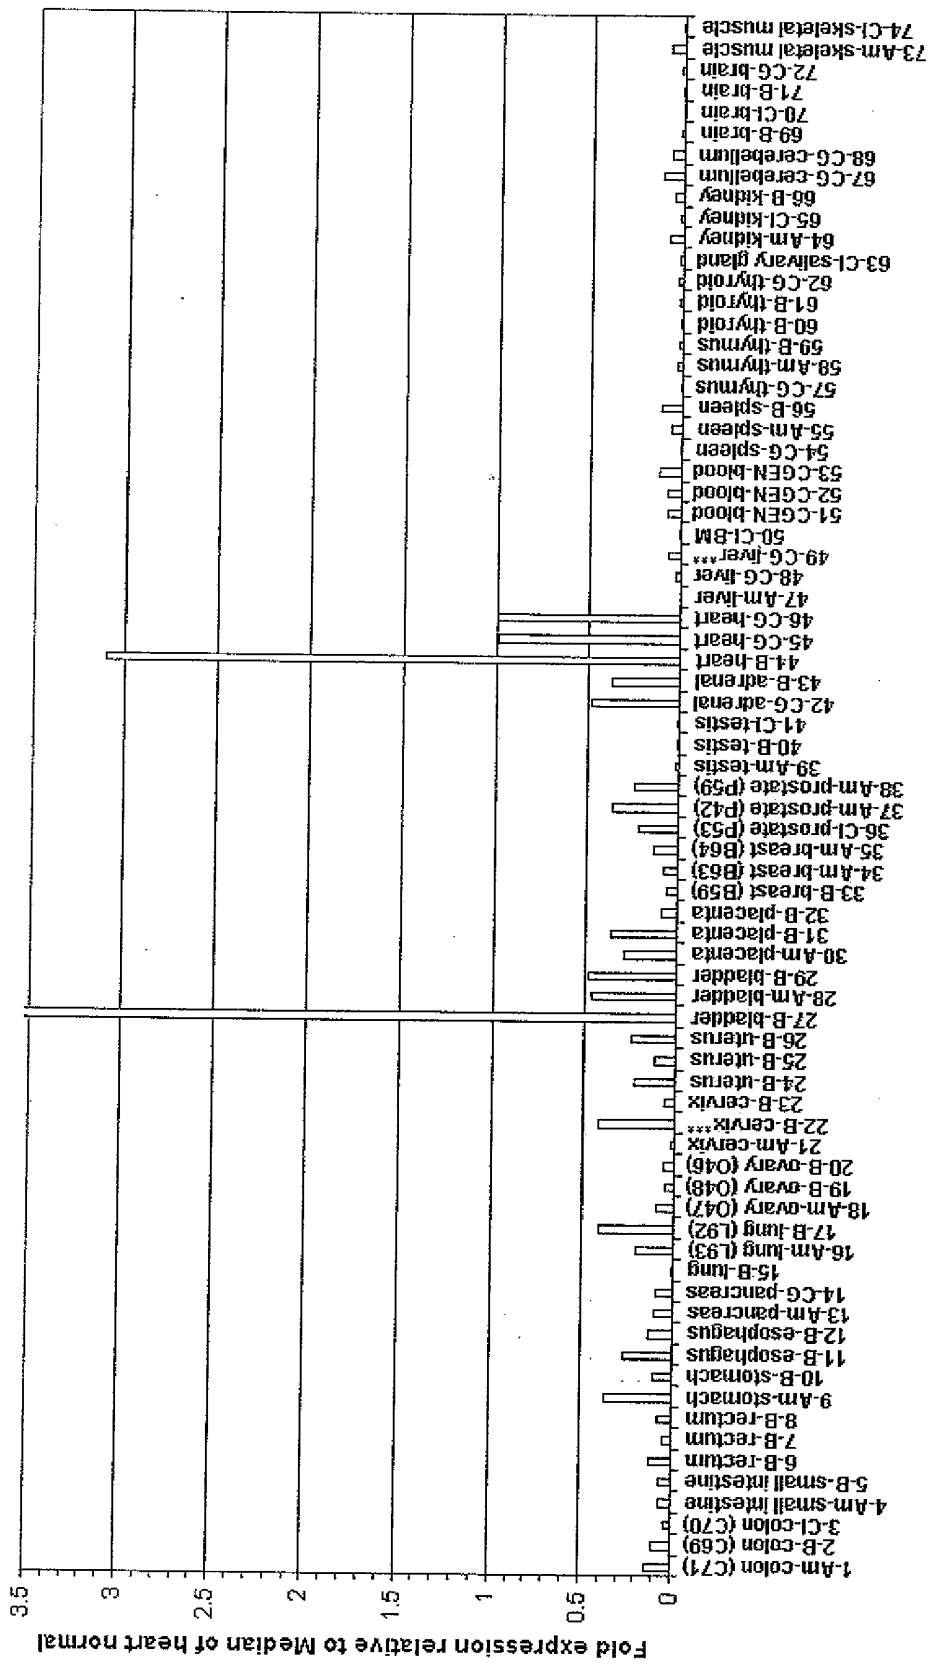 Fold expression relative to Median of heart normal
3.5
3
2.5
2
1.5
1
0.5
0
1-Am-colon (C71)
2-B-colon (C69)
3-Cl-colon (C70)
4-Am-small intestine
5-B-small intestine
6-B-rectum
7-B-rectum
8-B-rectum
9-Am-stomach
10-B-stomach
11-B-esophagus
12-B-esophagus
13-Am-pancreas
14-CG-pancreas
15-B-lung
16-Am-lung (L93)
17-B-lung (L92)
18-Am-ovary (O47)
19-B-ovary (O48)
20-B-ovary (O46)
21-Am-cervix
22-B-cervix***
23-B-cervix
24-B-uterus
25-B-uterus
26-B-uterus
27-B-bladder
28-Am-bladder
29-B-bladder
30-Am-placenta
31-B-placenta
32-B-placenta
33-B-breast (B59)
34-Am-breast (B63)
35-Am-breast (B64)
36-Cl-prostate (P53)
37-Am-prostate (P42)
38-Am-prostate (P59)
39-Am-testis
40-B-testis
41-Cl-testis
42-CG-adrenal
43-B-adrenal
44-B-heart
45-CG-heart
46-CG-heart
47-Am-liver
48-CG-liver
49-CG-liver***
50-Cl-BM
51-CGEN-blood
52-CGEN-blood
53-CGEN-blood
54-CG-spleen
55-Am-spleen
56-B-spleen
57-CG-thymus
58-Am-thymus
59-B-thymus
60-B-thyroid
61-B-thyroid
62-CG-thyroid
63-Cl-salivary gland
64-Am-kidney
65-Cl-kidney
66-B-kidney
67-CG-cerebellum
68-CG-cerebellum
69-B-brain
70-Cl-brain
71-B-brain
72-CG-brain
73-Am-skeletal muscle
74-Cl-skeletal muscle